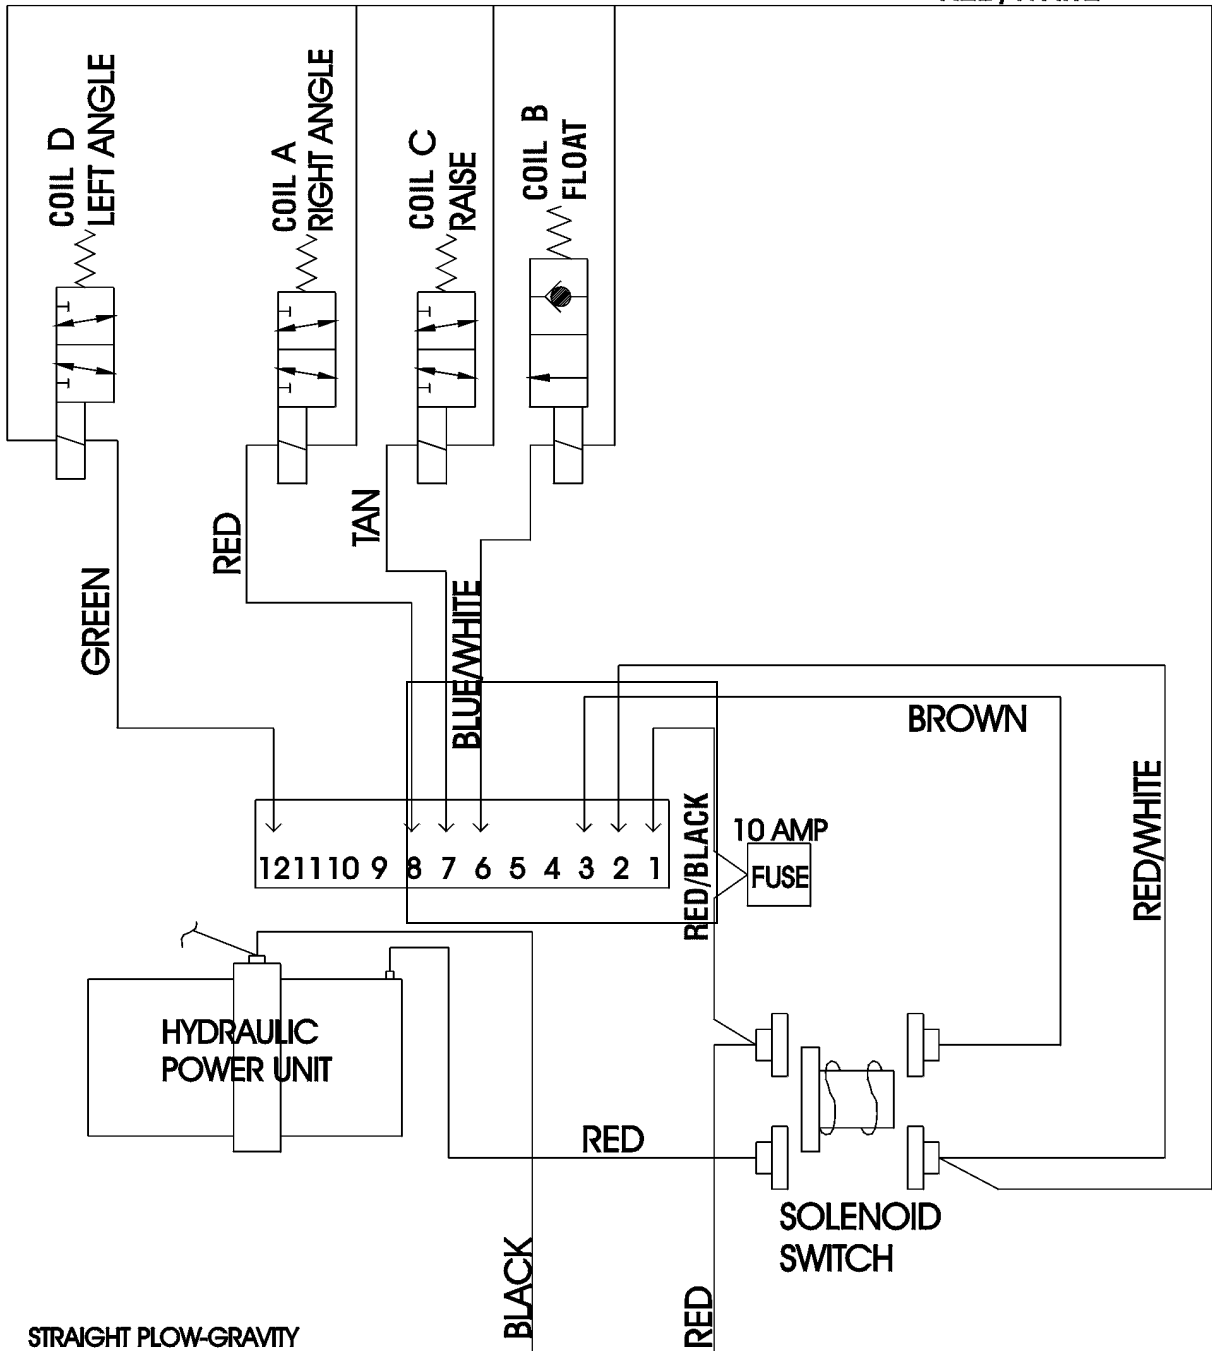 COIL D
LEFT ANGLE
COIL A
RIGHT ANGLE
COIL C
RAISE
COIL B
FLOAT
RED
TAN
GREEN
BLUE/WHITE
BROWN
RED/WHITE
RED/BLACK
10 AMP
FUSE
12 11 10 9 8 7 6 5 4 3 2 1
HYDRAULIC
POWER UNIT
RED
SOLENOID
SWITCH
BLACK
RED
STRAIGHT PLOW-GRAVITY